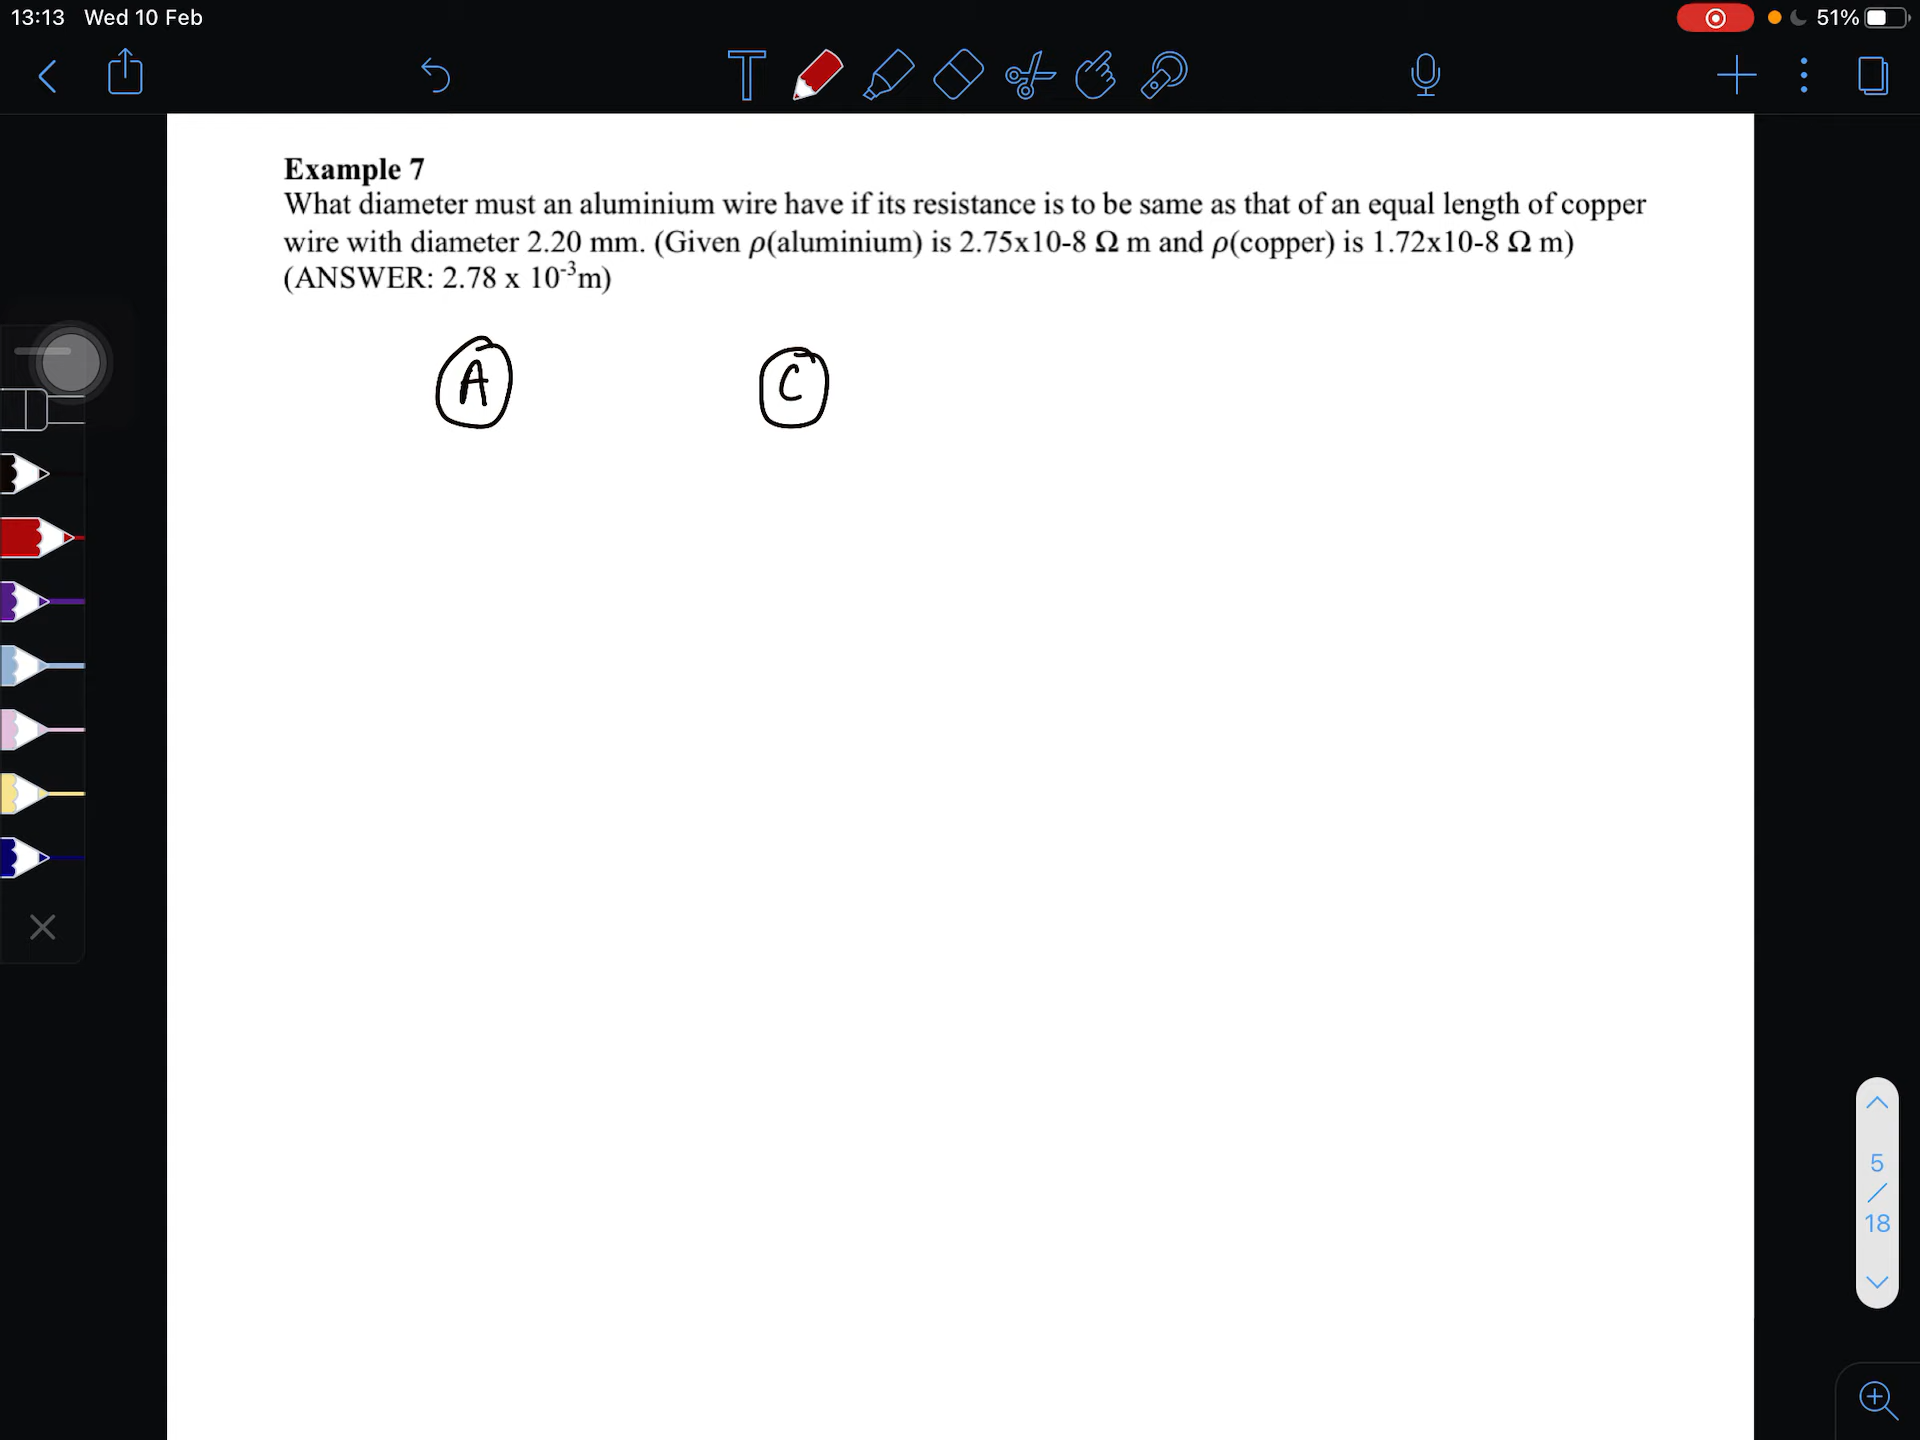 13:13 Wed 10 Feb
51%
T
Example 7
What diameter must an aluminium wire have if its resistance is to be same as that of an equal length of copper
wire with diameter 2.20 mm. (Given ρ(aluminium) is 2.75x10-8 Ω m and ρ(copper) is 1.72x10-8 Ω m)
(ANSWER: 2.78 x 10⁻³m)
A C
5
/
18